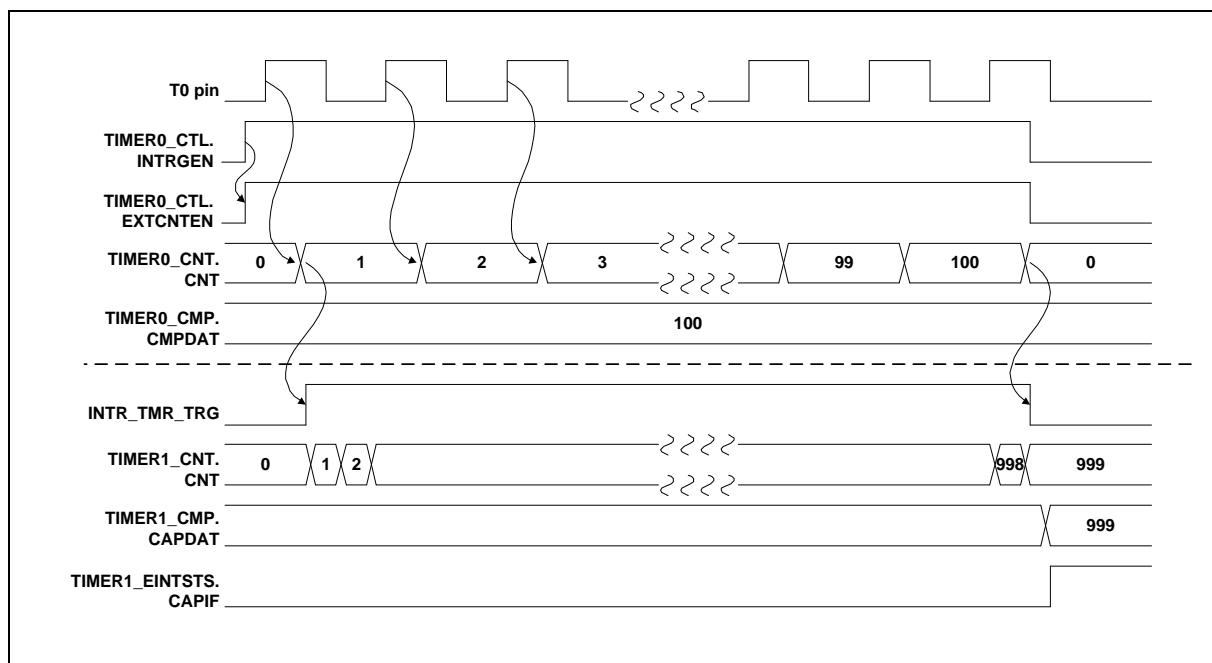 T0 pin
TIMER0_CTL.
INTRGEN
TIMER0_CTL.
EXTCNTEN
TIMER0_CNT.
CNT
0 1 2 3 99 100 0
TIMER0_CMP.
CMPDAT
100
INTR_TMR_TRG
TIMER1_CNT.
CNT
0 1 2 998 999
TIMER1_CMP.
CAPDAT
999
TIMER1_EINTSTS.
CAPIF